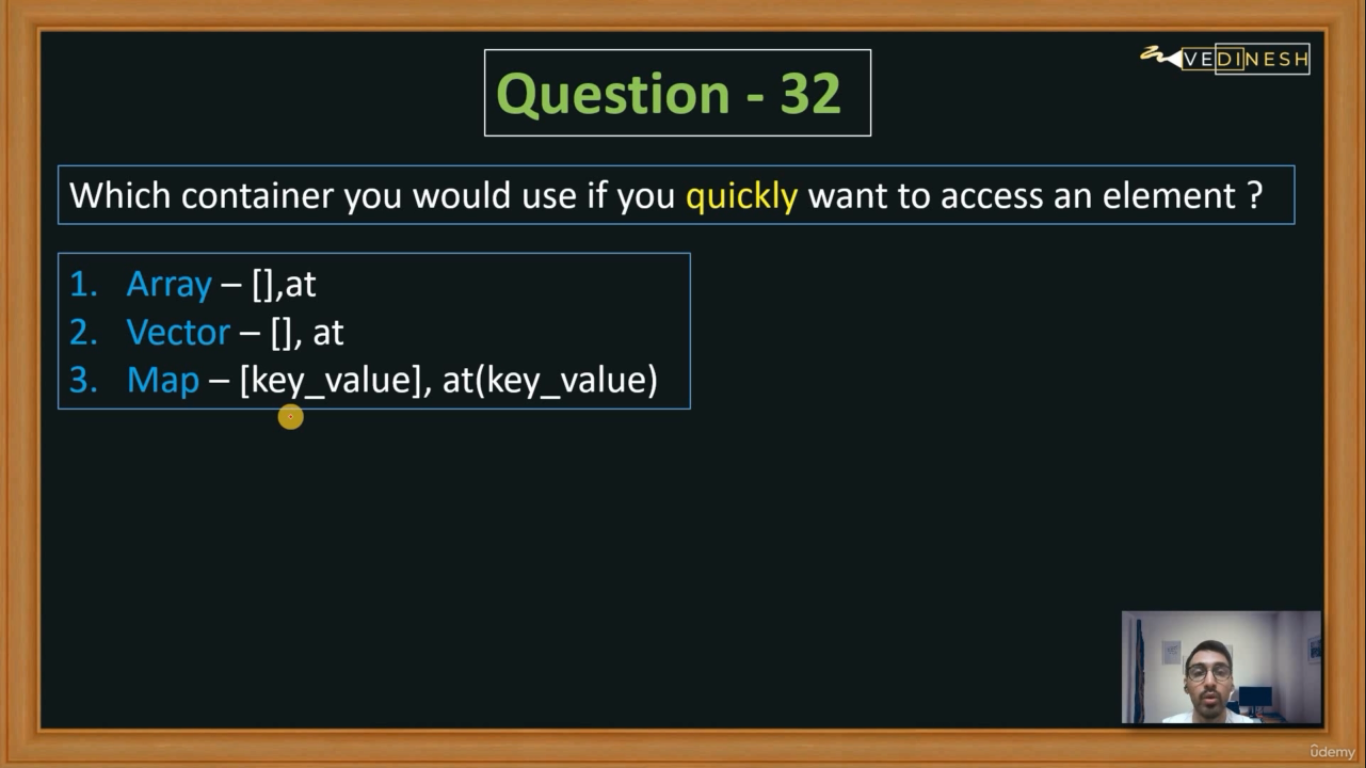 VEDINESH
Question - 32
Which container you would use if you quickly want to access an element ?
1. Array – [],at
2. Vector – [], at
3. Map – [key_value], at(key_value)
ûdemy